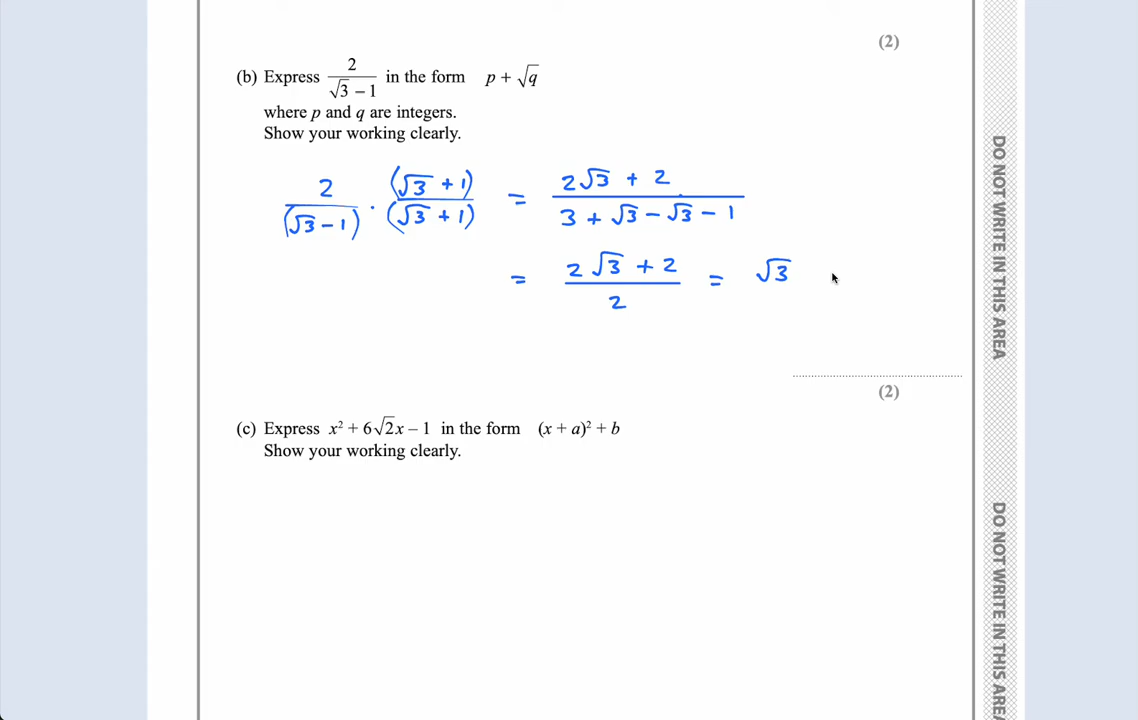 (2)
(b) Express 2/(√3 − 1) in the form p + √q
where p and q are integers.
Show your working clearly.
2/(√3 − 1) · (√3 + 1)/(√3 + 1) = (2√3 + 2)/(3 + √3 − √3 − 1)
= (2√3 + 2)/2 = √3
(2)
(c) Express x² + 6√2x − 1 in the form (x + a)² + b
Show your working clearly.
DO NOT WRITE IN THIS AREA
DO NOT WRITE IN THIS AREA